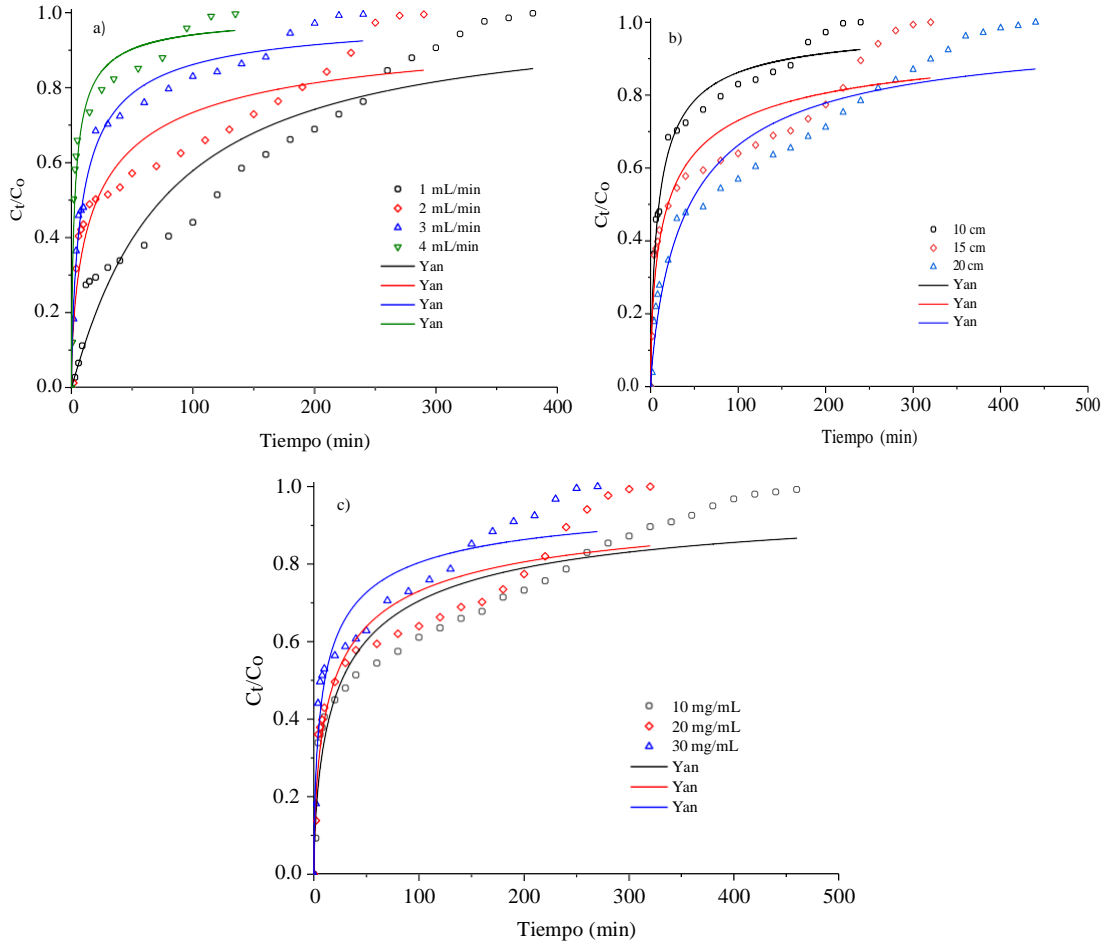 a)
1.0
0.8
0.6
0.4
0.2
0.0
Ct/Co
0
100
200
300
400
Tiempo (min)
1 mL/min
2 mL/min
3 mL/min
4 mL/min
Yan
Yan
Yan
Yan
b)
1.0
0.8
0.6
0.4
0.2
0.0
Ct/Co
0
100
200
300
400
500
Tiempo (min)
10 cm
15 cm
20 cm
Yan
Yan
Yan
c)
1.0
0.8
0.6
0.4
0.2
0.0
Ct/Co
0
100
200
300
400
500
Tiempo (min)
10 mg/mL
20 mg/mL
30 mg/mL
Yan
Yan
Yan